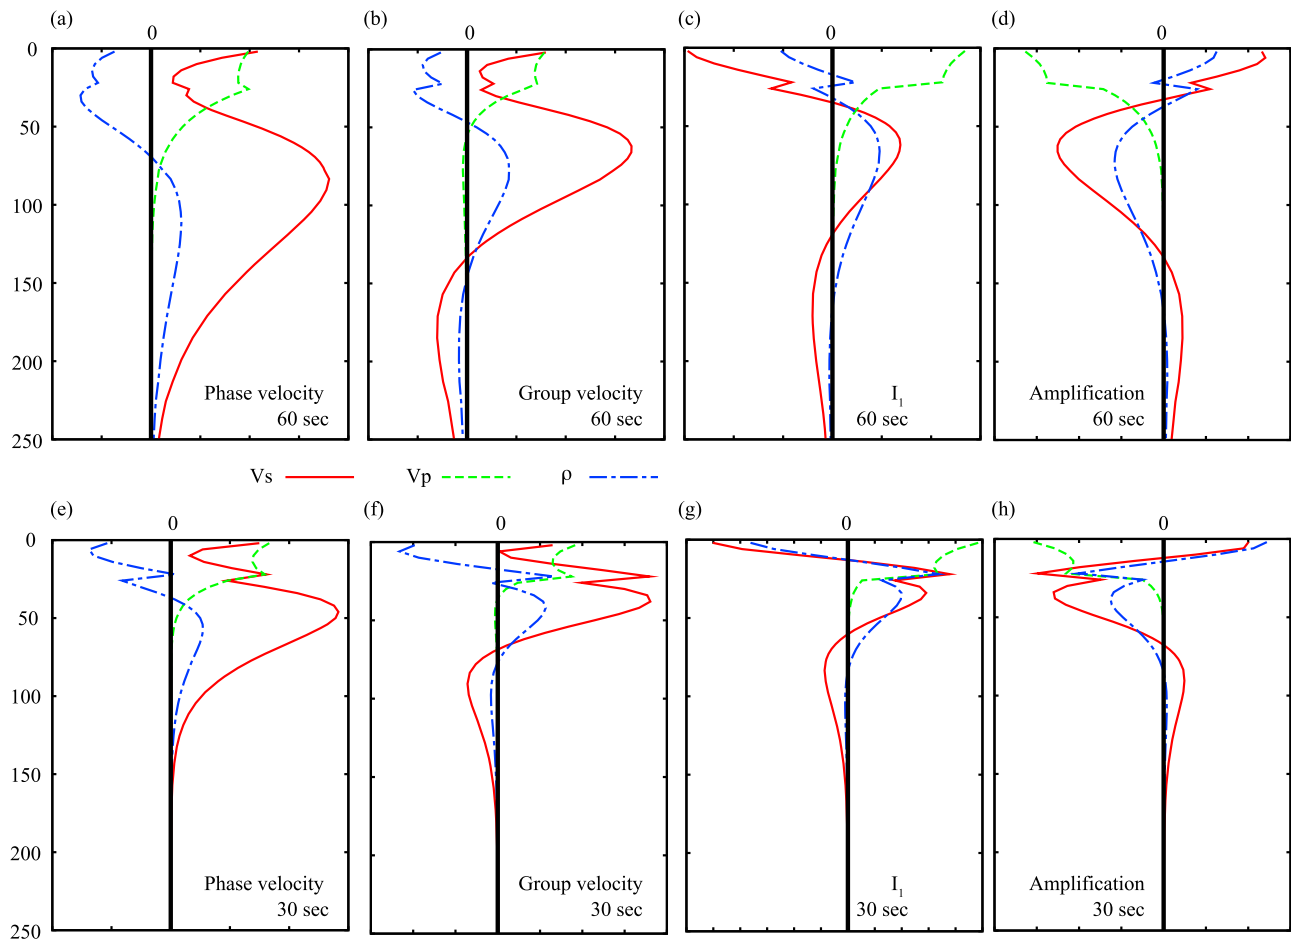 (a) (b) (c) (d)
0 0 0 0
0
50
100
150
200
250
Phase velocity
60 sec
Group velocity
60 sec
I₁
60 sec
Amplification
60 sec
Vs Vp ρ
(e) (f) (g) (h)
0 0 0 0
0
50
100
150
200
250
Phase velocity
30 sec
Group velocity
30 sec
I₁
30 sec
Amplification
30 sec